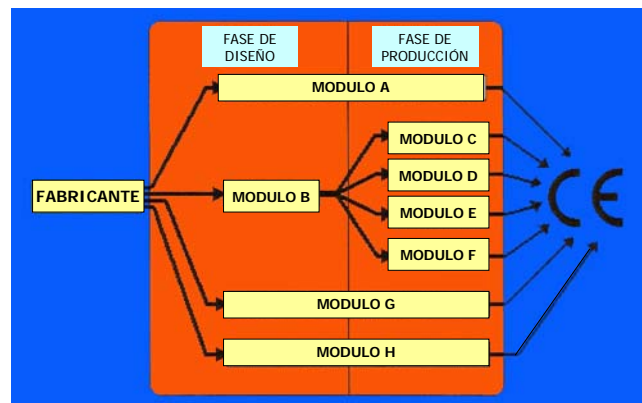 FASE DE
DISEÑO
FASE DE
PRODUCCIÓN
MODULO A
MODULO C
MODULO D
FABRICANTE
MODULO B
MODULO E
MODULO F
MODULO G
MODULO H
CE